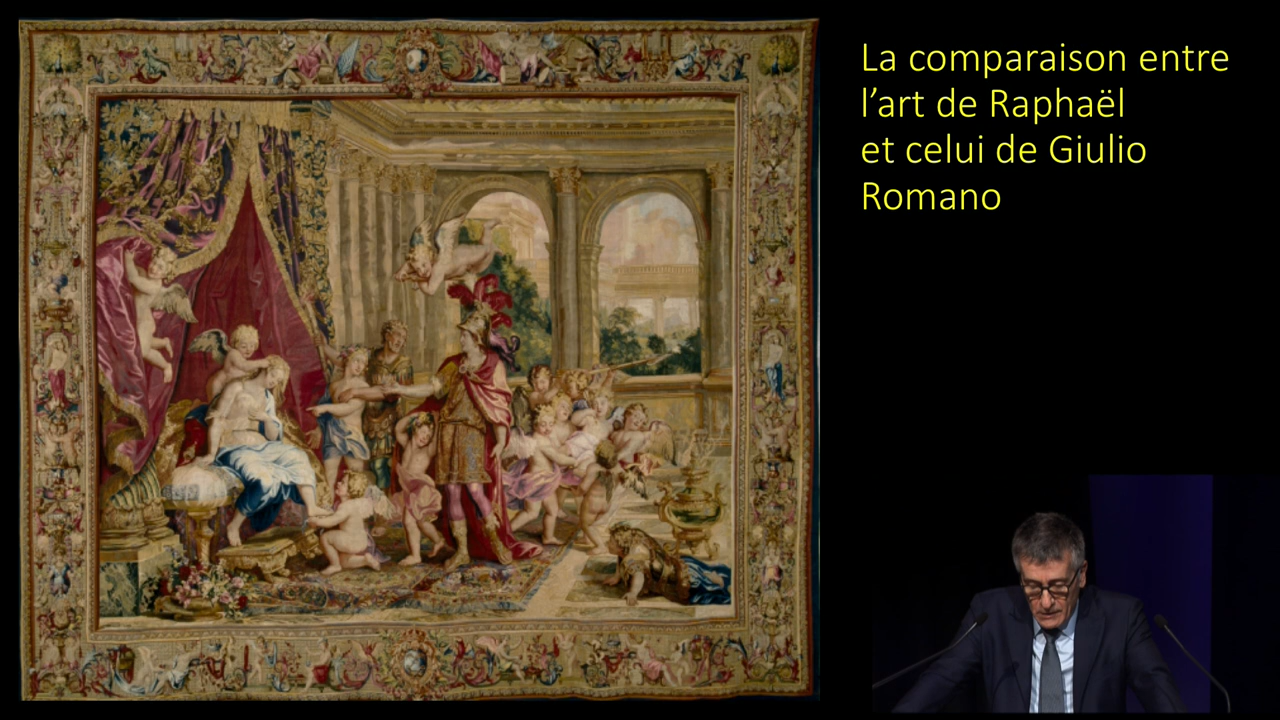 La comparaison entre
l’art de Raphaël
et celui de Giulio
Romano